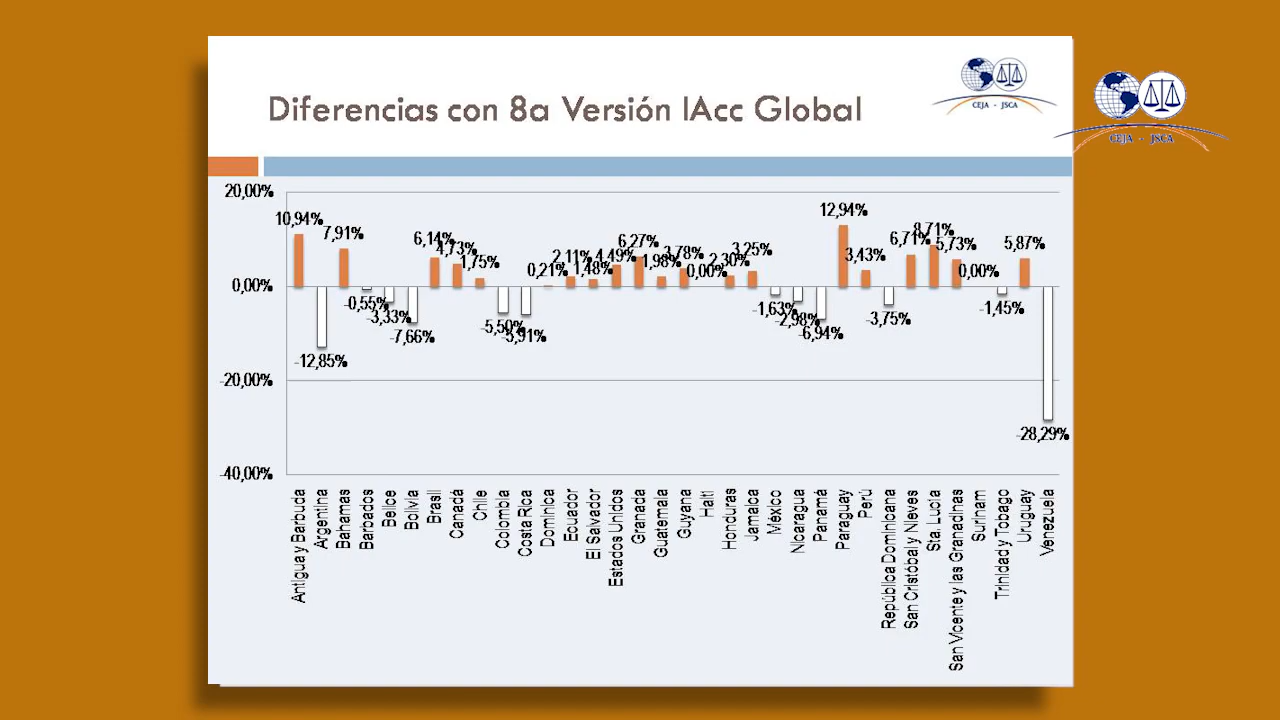 Diferencias con 8a Versión IAcc Global
CEJA - JSCA
CEJA - JSCA
20,00%
0,00%
-20,00%
-40,00%
10,94%
-12,85%
7,91%
-0,55%
-3,33%
-7,66%
6,14%
4,73%
1,75%
-5,50%
-5,91%
0,21%
2,11%
1,48%
4,49%
6,27%
1,98%
3,78%
0,00%
2,30%
3,25%
-1,63%
-2,98%
-6,94%
12,94%
3,43%
-3,75%
6,71%
8,71%
5,73%
0,00%
-1,45%
5,87%
-28,29%
Antigua y Barbuda
Argentina
Bahamas
Barbados
Belice
Bolivia
Brasil
Canadá
Chile
Colombia
Costa Rica
Dominica
Ecuador
El Salvador
Estados Unidos
Granada
Guatemala
Guyana
Haití
Honduras
Jamaica
México
Nicaragua
Panamá
Paraguay
Perú
República Dominicana
San Cristóbal y Nieves
Sta. Lucía
San Vicente y las Granadinas
Surinam
Trinidad y Tobago
Uruguay
Venezuela